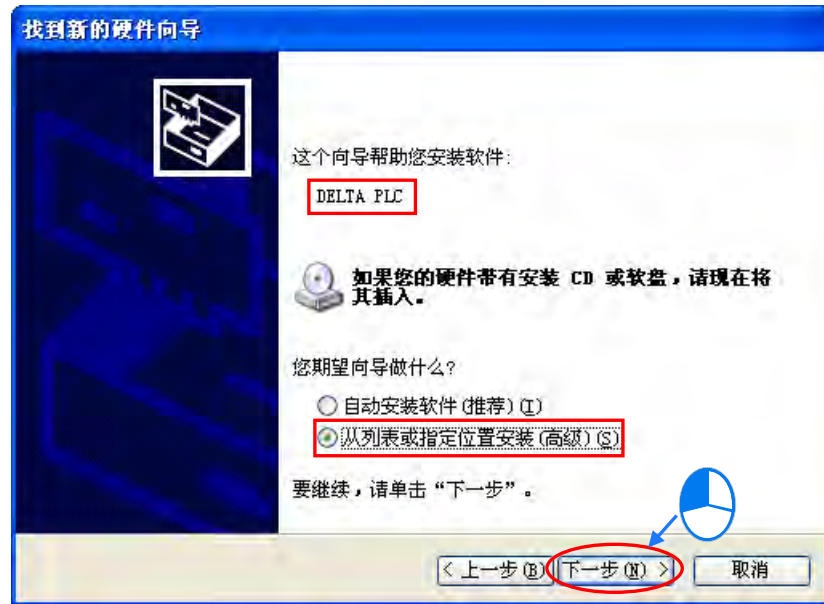 找到新的硬件向导
这个向导帮助您安装软件:
DELTA PLC
如果您的硬件带有安装 CD 或软盘，请现在将
其插入。
您期望向导做什么?
自动安装软件(推荐)(I)
从列表或指定位置安装(高级)(S)
要继续，请单击“下一步”。
< 上一步(B) 下一步(N) > 取消